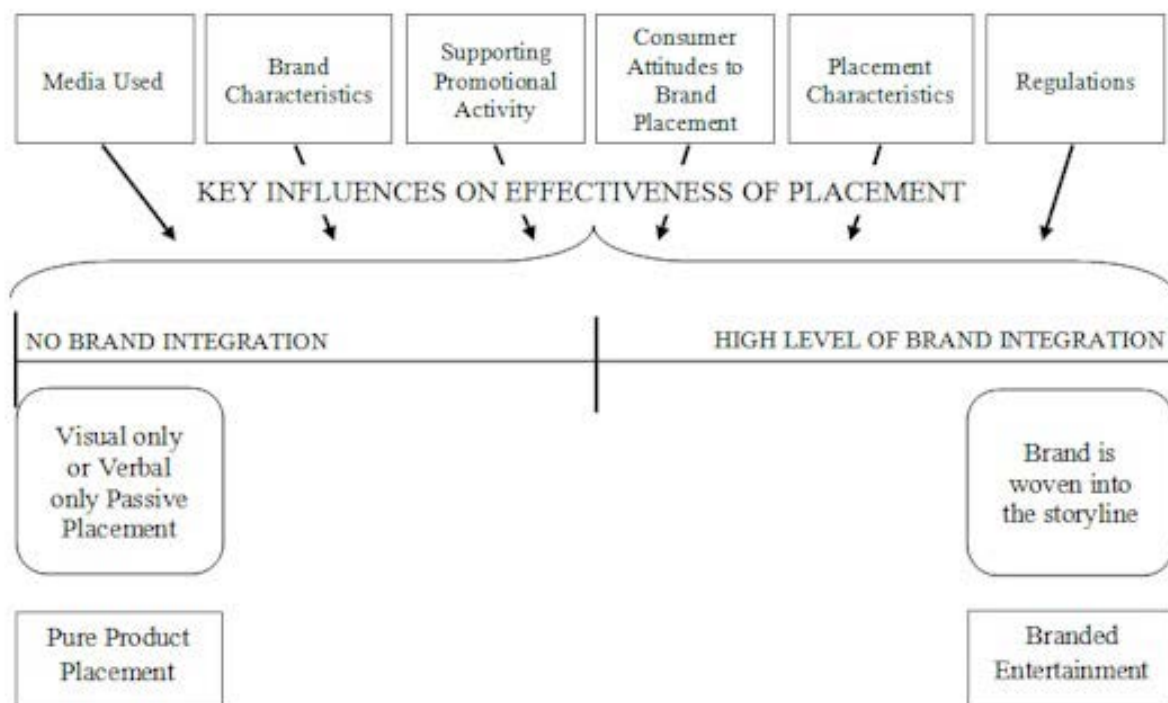 Media Used
Brand
Characteristics
Supporting
Promotional
Activity
Consumer
Attitudes to
Brand
Placement
Placement
Characteristics
Regulations
KEY INFLUENCES ON EFFECTIVENESS OF PLACEMENT
NO BRAND INTEGRATION
HIGH LEVEL OF BRAND INTEGRATION
Visual only
or Verbal
only Passive
Placement
Brand is
woven into
the storyline
Pure Product
Placement
Branded
Entertainment